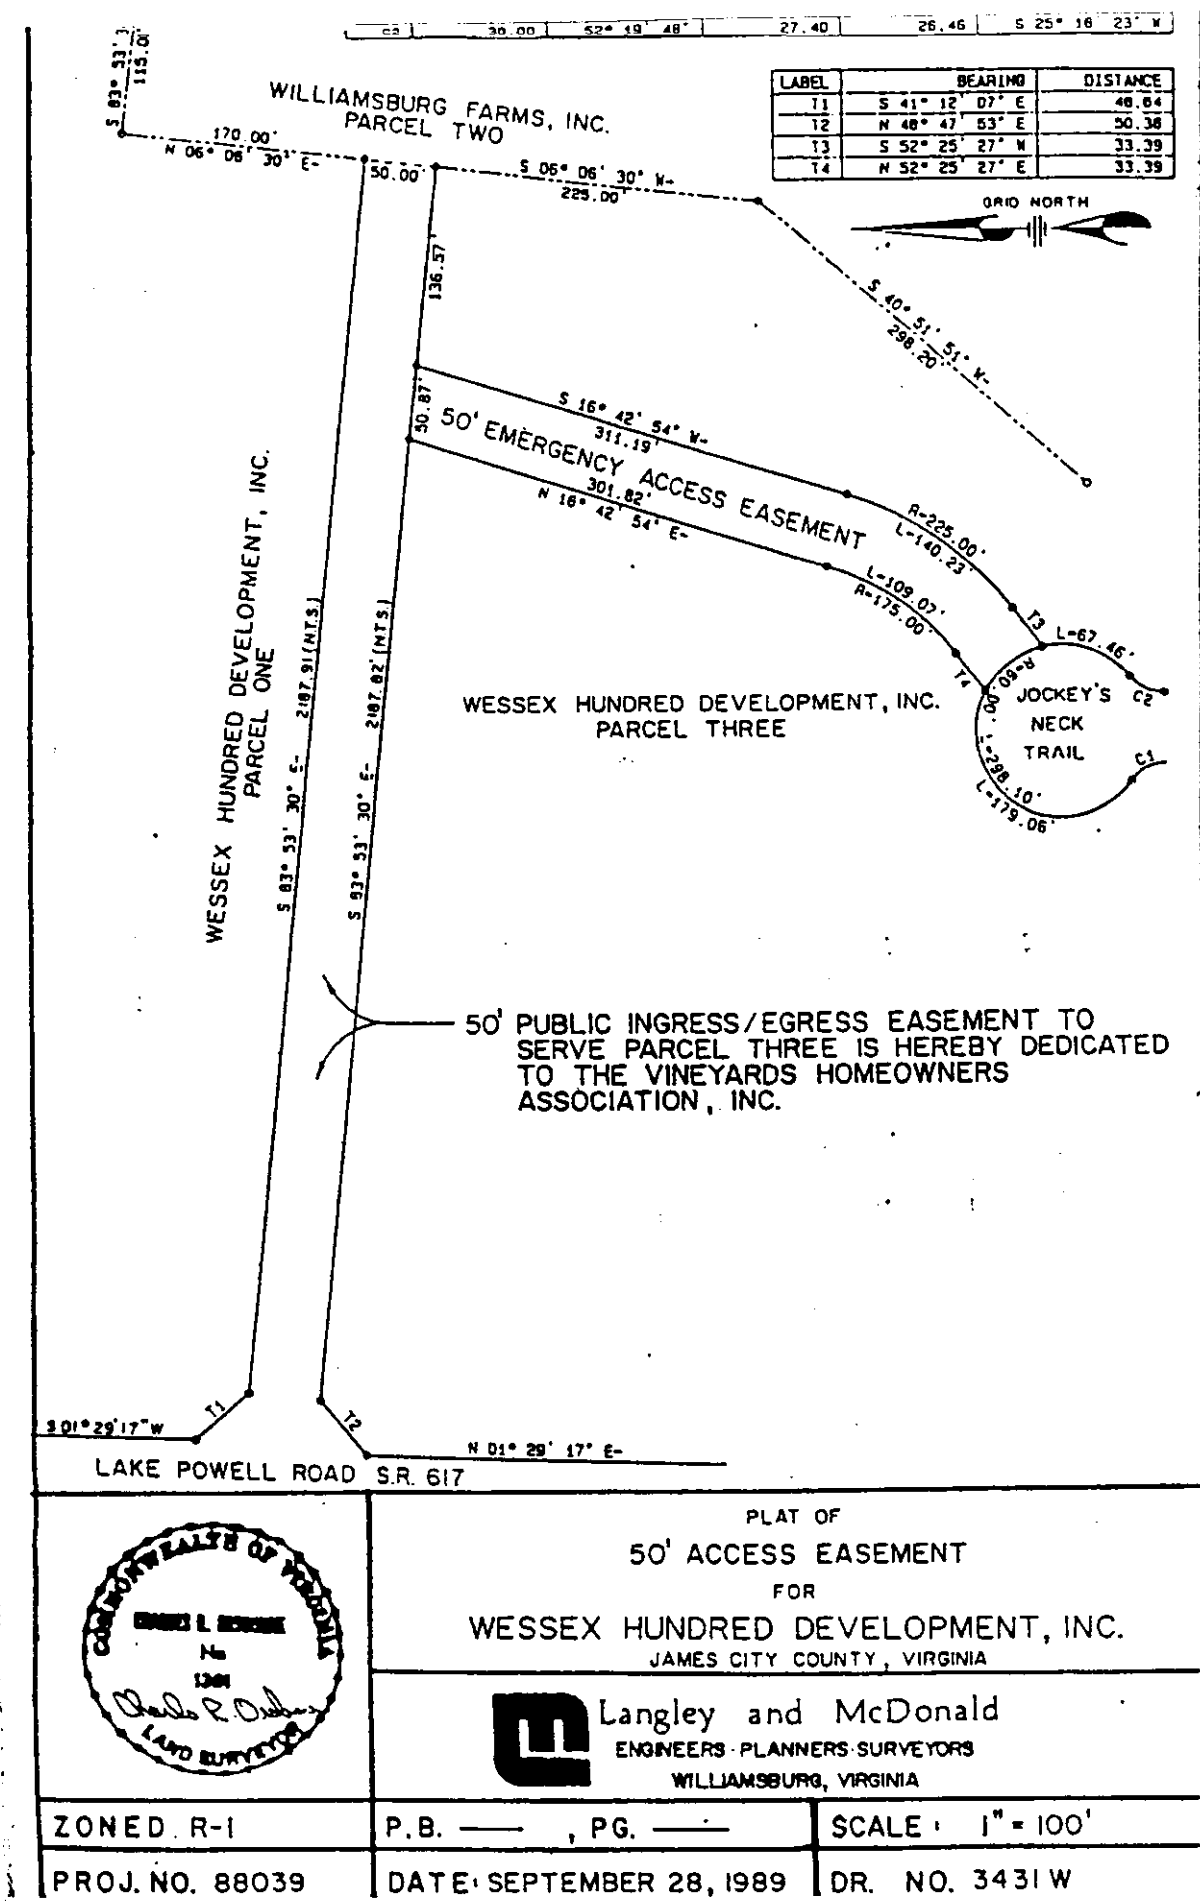 C2 30.00 52° 19' 48" 27.40 26.46 S 25° 16' 23" W
LABEL BEARING DISTANCE
T1 S 41° 12' 07" E 48.64
T2 N 48° 47' 53" E 50.36
T3 S 52° 25' 27" W 33.39
T4 N 52° 25' 27" E 33.39
GRID NORTH
S 83° 53'
115.01
WILLIAMSBURG FARMS, INC.
PARCEL TWO
170.00'
N 06° 06' 30" E-
50.00'
S 06° 06' 30" W-
225.00'
S 40° 51' 51" W-
298.20'
136.57'
50.87'
S 16° 42' 54" W-
311.19'
50' EMERGENCY ACCESS EASEMENT
301.82'
N 16° 42' 54" E-
R=225.00'
L=140.23'
L=109.07'
R=175.00'
T3
T4
L=67.46'
R=60.00'
L=298.10'
L=179.06'
C2
C1
JOCKEY'S
NECK
TRAIL
WESSEX HUNDRED DEVELOPMENT, INC.
PARCEL ONE
S 83° 53' 30" E- 2187.91'(N.T.S.)
S 83° 53' 30" E- 2187.82'(N.T.S.)
WESSEX HUNDRED DEVELOPMENT, INC.
PARCEL THREE
50' PUBLIC INGRESS/EGRESS EASEMENT TO
SERVE PARCEL THREE IS HEREBY DEDICATED
TO THE VINEYARDS HOMEOWNERS
ASSOCIATION, INC.
T1
T2
S 01° 29' 17" W
N 01° 29' 17" E-
LAKE POWELL ROAD S.R. 617
COMMONWEALTH OF VIRGINIA
No
LAND SURVEYOR
PLAT OF
50' ACCESS EASEMENT
FOR
WESSEX HUNDRED DEVELOPMENT, INC.
JAMES CITY COUNTY, VIRGINIA
Langley and McDonald
ENGINEERS·PLANNERS·SURVEYORS
WILLIAMSBURG, VIRGINIA
ZONED R-1
P.B. —— , PG. ——
SCALE: 1" = 100'
PROJ. NO. 88039
DATE: SEPTEMBER 28, 1989
DR. NO. 3431W